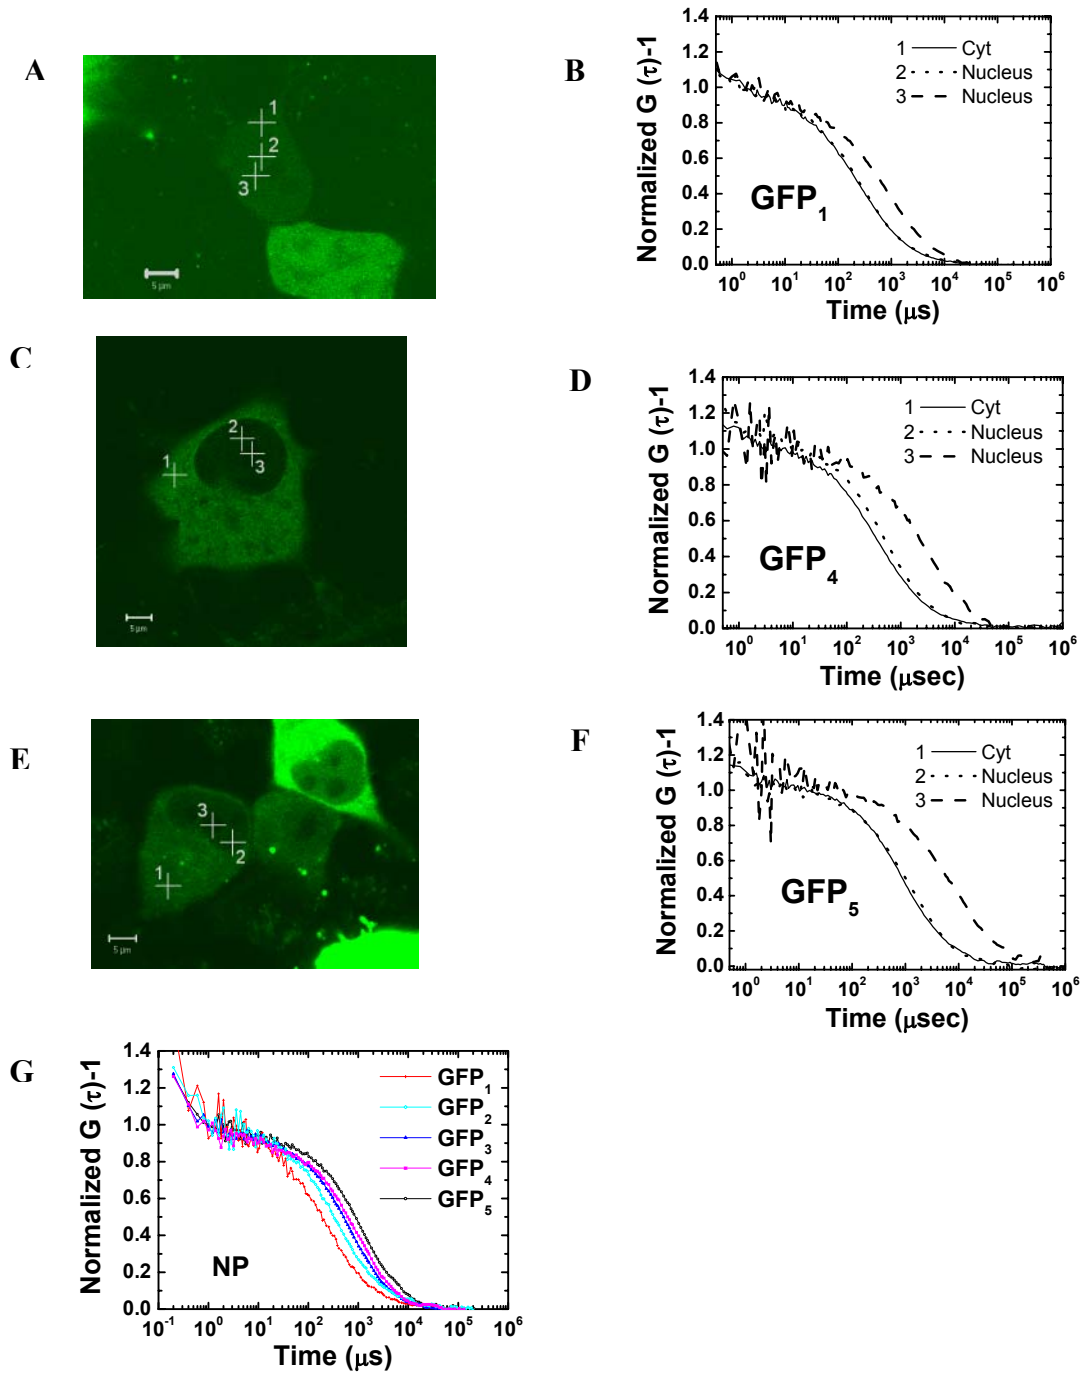 A
1
2
3
5 µm
B
Normalized G (τ)-1
1.4
1.2
1.0
0.8
0.6
0.4
0.2
0.0
1 Cyt
2 Nucleus
3 Nucleus
GFP1
10^0 10^1 10^2 10^3 10^4 10^5 10^6
Time (µs)
C
2
3
1
5 µm
D
Normalized G (τ)-1
1.4
1.2
1.0
0.8
0.6
0.4
0.2
0.0
1 Cyt
2 Nucleus
3 Nucleus
GFP4
10^0 10^1 10^2 10^3 10^4 10^5 10^6
Time (µsec)
E
3
2
1
5 µm
F
Normalized G (τ)-1
1.4
1.2
1.0
0.8
0.6
0.4
0.2
0.0
1 Cyt
2 Nucleus
3 Nucleus
GFP5
10^0 10^1 10^2 10^3 10^4 10^5 10^6
Time (µsec)
G
Normalized G (τ)-1
1.4
1.2
1.0
0.8
0.6
0.4
0.2
0.0
GFP1
GFP2
GFP3
GFP4
GFP5
NP
10^-1 10^0 10^1 10^2 10^3 10^4 10^5 10^6
Time (µs)